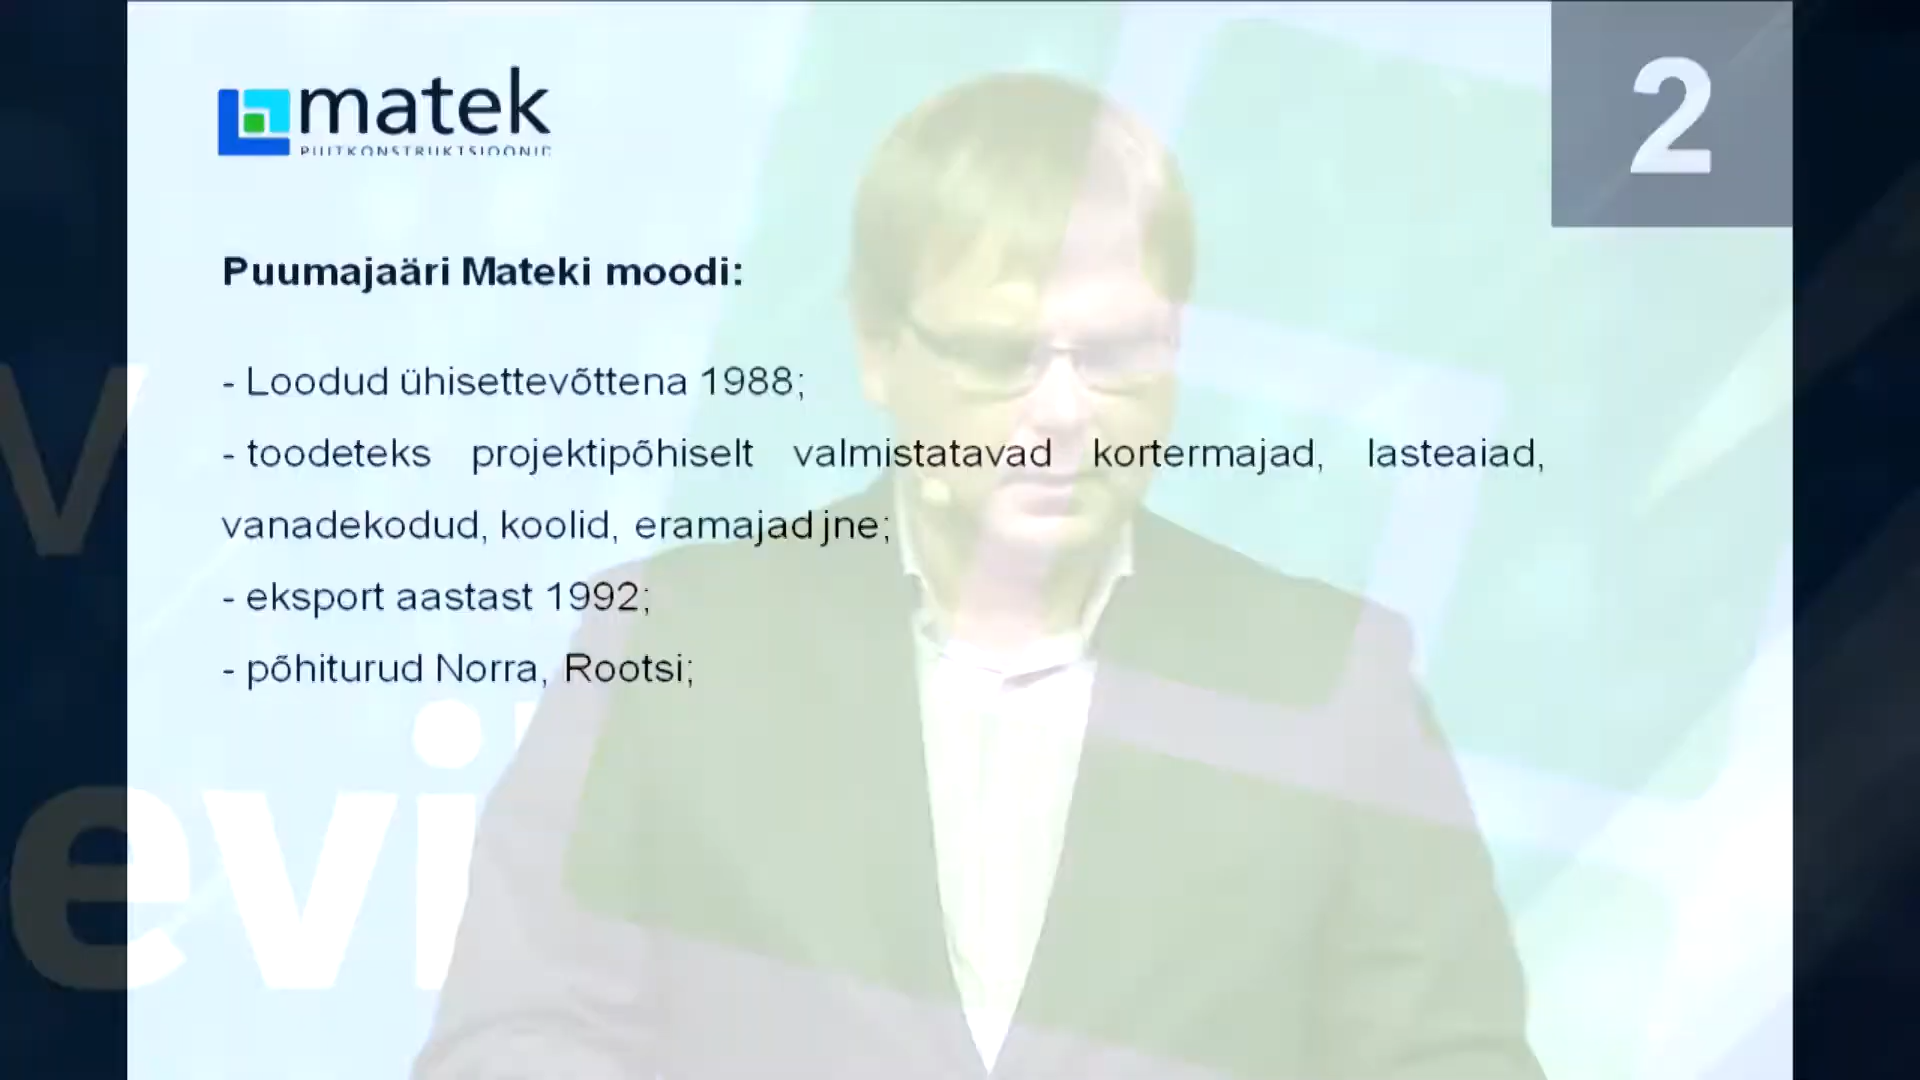 matek
PUITKONSTRUKTSIOONID
2
Puumajaäri Mateki moodi:
- Loodud ühisettevõttena 1988;
- toodeteks projektipõhiselt valmistatavad kortermajad, lasteaiad,
vanadekodud, koolid, eramajad jne;
- eksport aastast 1992;
- põhiturud Norra, Rootsi;